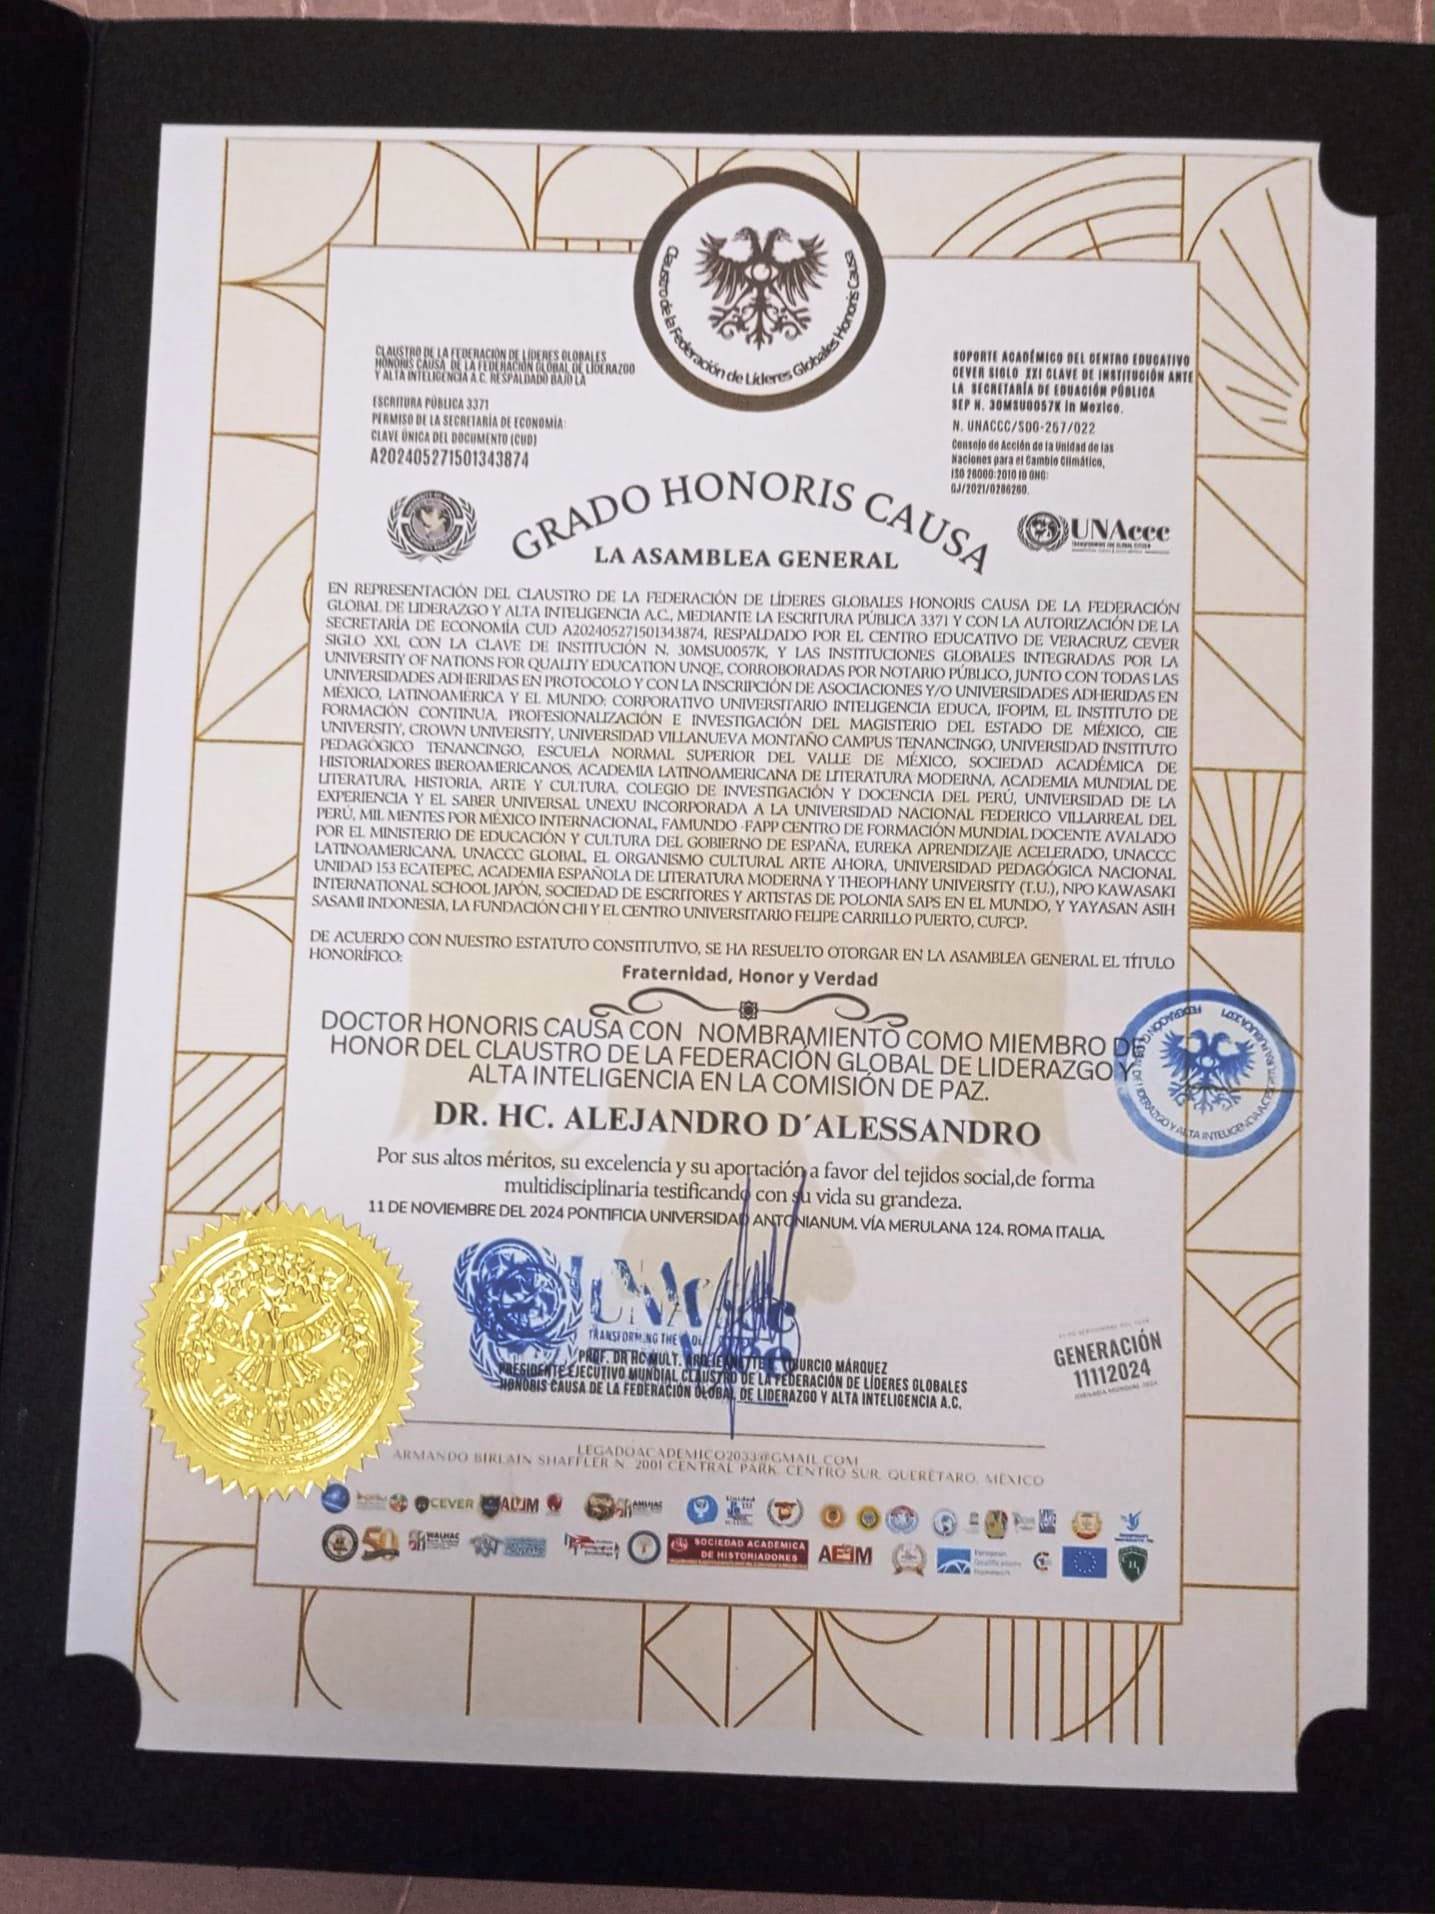 Claustro de la Federación de Líderes Globales Honoris Causa
CLAUSTRO DE LA FEDERACIÓN DE LÍDERES GLOBALES
HONORIS CAUSA DE LA FEDERACIÓN GLOBAL DE LIDERAZGO
Y ALTA INTELIGENCIA A.C. RESPALDADO BAJO LA
ESCRITURA PÚBLICA 3371
PERMISO DE LA SECRETARÍA DE ECONOMÍA:
CLAVE ÚNICA DEL DOCUMENTO (CUD)
A202405271501343874
SOPORTE ACADÉMICO DEL CENTRO EDUCATIVO
CEVER SIGLO XXI CLAVE DE INSTITUCIÓN ANTE
LA SECRETARÍA DE EDUACIÓN PÚBLICA
SEP N. 30MSU0057K in Mexico.
N. UNACCC/SDG-267/022
Consejo de Acción de la Unidad de las
Naciones para el Cambio Climático,
ISO 26000:2010 ID ONG:
GJ/2021/0286260.
UNAccc
GRADO HONORIS CAUSA
LA ASAMBLEA GENERAL
EN REPRESENTACIÓN DEL CLAUSTRO DE LA FEDERACIÓN DE LÍDERES GLOBALES HONORIS CAUSA DE LA FEDERACIÓN
GLOBAL DE LIDERAZGO Y ALTA INTELIGENCIA A.C., MEDIANTE LA ESCRITURA PÚBLICA 3371 Y CON LA AUTORIZACIÓN DE LA
SECRETARÍA DE ECONOMÍA CUD A202405271501343874, RESPALDADO POR EL CENTRO EDUCATIVO DE VERACRUZ CEVER
SIGLO XXI, CON LA CLAVE DE INSTITUCIÓN N. 30MSU0057K, Y LAS INSTITUCIONES GLOBALES INTEGRADAS POR LA
UNIVERSITY OF NATIONS FOR QUALITY EDUCATION UNQE, CORROBORADAS POR NOTARIO PÚBLICO, JUNTO CON TODAS LAS
UNIVERSIDADES ADHERIDAS EN PROTOCOLO Y CON LA INSCRIPCIÓN DE ASOCIACIONES Y/O UNIVERSIDADES ADHERIDAS EN
MÉXICO, LATINOAMÉRICA Y EL MUNDO: CORPORATIVO UNIVERSITARIO INTELIGENCIA EDUCA, IFOPIM, EL INSTITUTO DE
FORMACIÓN CONTINUA, PROFESIONALIZACIÓN E INVESTIGACIÓN DEL MAGISTERIO DEL ESTADO DE MÉXICO, CIE
UNIVERSITY, CROWN UNIVERSITY, UNIVERSIDAD VILLANUEVA MONTAÑO CAMPUS TENANCINGO, UNIVERSIDAD INSTITUTO
PEDAGÓGICO TENANCINGO, ESCUELA NORMAL SUPERIOR DEL VALLE DE MÉXICO, SOCIEDAD ACADÉMICA DE
HISTORIADORES IBEROAMERICANOS, ACADEMIA LATINOAMERICANA DE LITERATURA MODERNA, ACADEMIA MUNDIAL DE
LITERATURA, HISTORIA, ARTE Y CULTURA, COLEGIO DE INVESTIGACIÓN Y DOCENCIA DEL PERÚ, UNIVERSIDAD DE LA
EXPERIENCIA Y EL SABER UNIVERSAL UNEXU INCORPORADA A LA UNIVERSIDAD NACIONAL FEDERICO VILLARREAL DEL
PERÚ, MIL MENTES POR MÉXICO INTERNACIONAL, FAMUNDO -FAPP CENTRO DE FORMACIÓN MUNDIAL DOCENTE AVALADO
POR EL MINISTERIO DE EDUCACIÓN Y CULTURA DEL GOBIERNO DE ESPAÑA, EUREKA APRENDIZAJE ACELERADO, UNACCC
LATINOAMERICANA, UNACCC GLOBAL, EL ORGANISMO CULTURAL ARTE AHORA, UNIVERSIDAD PEDAGÓGICA NACIONAL
UNIDAD 153 ECATEPEC, ACADEMIA ESPAÑOLA DE LITERATURA MODERNA Y THEOPHANY UNIVERSITY (T.U.), NPO KAWASAKI
INTERNATIONAL SCHOOL JAPÓN, SOCIEDAD DE ESCRITORES Y ARTISTAS DE POLONIA SAPS EN EL MUNDO, Y YAYASAN ASIH
SASAMI INDONESIA, LA FUNDACIÓN CHI Y EL CENTRO UNIVERSITARIO FELIPE CARRILLO PUERTO, CUFCP.
DE ACUERDO CON NUESTRO ESTATUTO CONSTITUTIVO, SE HA RESUELTO OTORGAR EN LA ASAMBLEA GENERAL EL TÍTULO
HONORÍFICO:
Fraternidad, Honor y Verdad
DOCTOR HONORIS CAUSA CON NOMBRAMIENTO COMO MIEMBRO DE
HONOR DEL CLAUSTRO DE LA FEDERACIÓN GLOBAL DE LIDERAZGO Y
ALTA INTELIGENCIA EN LA COMISIÓN DE PAZ.
DR. HC. ALEJANDRO D´ALESSANDRO
Por sus altos méritos, su excelencia y su aportación a favor del tejidos social,de forma
multidisciplinaria testificando con su vida su grandeza.
11 DE NOVIEMBRE DEL 2024 PONTIFICIA UNIVERSIDAD ANTONIANUM. VÍA MERULANA 124. ROMA ITALIA.
TRANSFORMING THE
PROF. DR HC MULT. MÁRQUEZ
PRESIDENTE EJECUTIVO MUNDIAL CLAUSTRO DE LA FEDERACIÓN DE LÍDERES GLOBALES
HONORIS CAUSA DE LA FEDERACIÓN GLOBAL DE LIDERAZGO Y ALTA INTELIGENCIA A.C.
GENERACIÓN
11112024
LEGADOACADEMICO2033@GMAIL.COM
ARMANDO BIRLAIN SHAFFLER N. 2001 CENTRAL PARK, CENTRO SUR, QUERÉTARO, MÉXICO
CEVER
WALHAC
SOCIEDAD ACADEMICA
DE HISTORIADORES